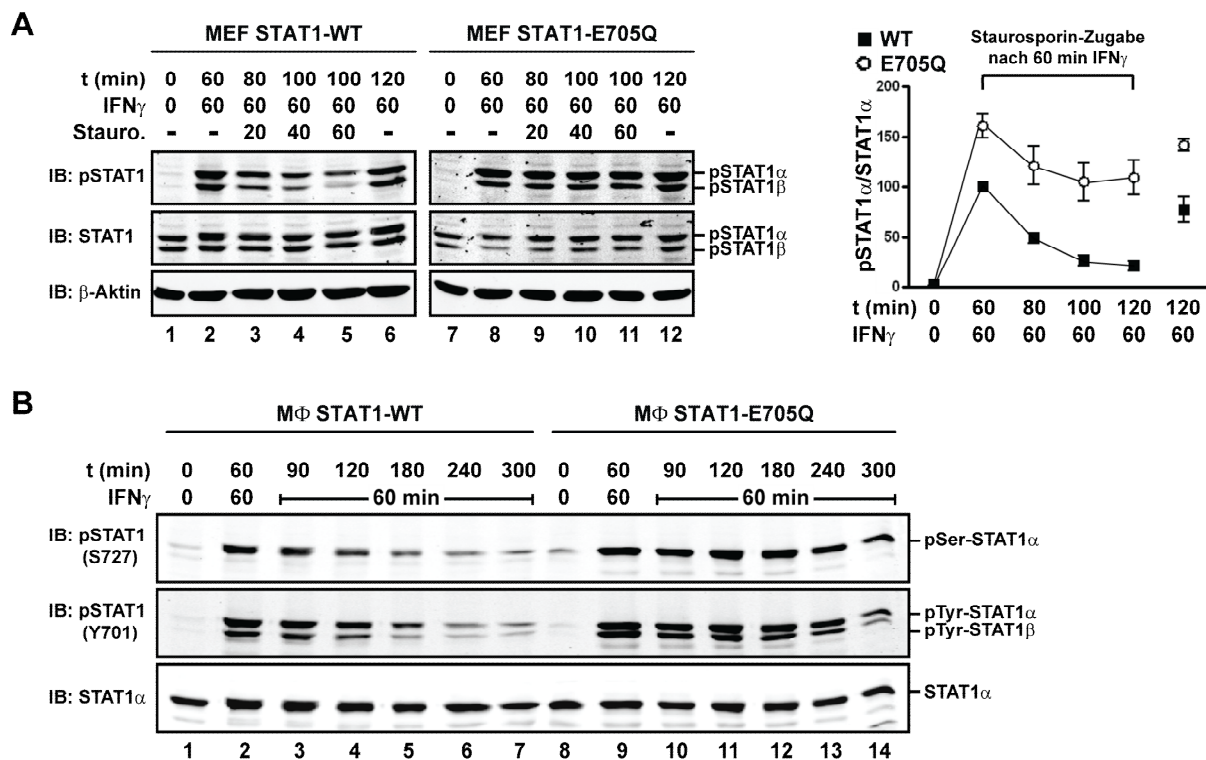 A
MEF STAT1-WT MEF STAT1-E705Q
t (min) 0 60 80 100 100 120 0 60 80 100 100 120
IFNγ 0 60 60 60 60 60 0 60 60 60 60 60
Stauro. - - 20 40 60 - - - 20 40 60 -
IB: pSTAT1
pSTAT1α
pSTAT1β
IB: STAT1
pSTAT1α
pSTAT1β
IB: β-Aktin
1 2 3 4 5 6 7 8 9 10 11 12
WT
E705Q
Staurosporin-Zugabe
nach 60 min IFNγ
pSTAT1α/STAT1α
200
150
100
50
0
t (min) 0 60 80 100 120 120
IFNγ 0 60 60 60 60 60
B
MΦ STAT1-WT MΦ STAT1-E705Q
t (min) 0 60 90 120 180 240 300 0 60 90 120 180 240 300
IFNγ 0 60 60 min 0 60 60 min
IB: pSTAT1
(S727)
pSer-STAT1α
IB: pSTAT1
(Y701)
pTyr-STAT1α
pTyr-STAT1β
IB: STAT1α
STAT1α
1 2 3 4 5 6 7 8 9 10 11 12 13 14